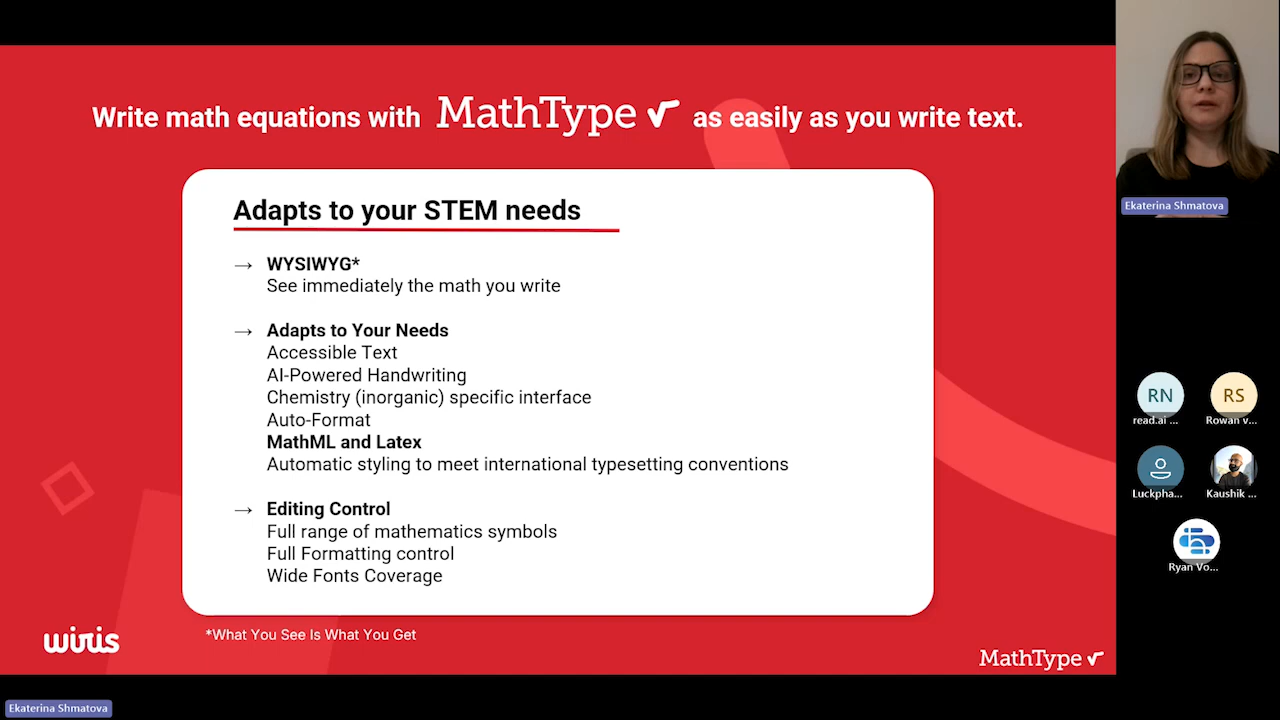 Write math equations with MathType as easily as you write text.
Adapts to your STEM needs
→ WYSIWYG*
See immediately the math you write
→ Adapts to Your Needs
Accessible Text
AI-Powered Handwriting
Chemistry (inorganic) specific interface
Auto-Format
MathML and Latex
Automatic styling to meet international typesetting conventions
→ Editing Control
Full range of mathematics symbols
Full Formatting control
Wide Fonts Coverage
*What You See Is What You Get
wiris
MathType
Ekaterina Shmatova
Ekaterina Shmatova
RN
read.ai ...
RS
Rowan v...
Luckpha...
Kaushik ...
Ryan Vo...